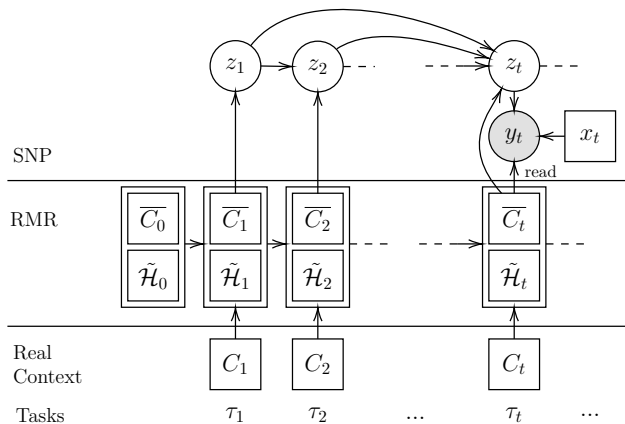 z₁ z₂ zₜ
yₜ xₜ
SNP
read
RMR C̅₀ C̅₁ C̅₂ C̅ₜ
ℋ̃₀ ℋ̃₁ ℋ̃₂ ℋ̃ₜ
Real
Context C₁ C₂ Cₜ
Tasks τ₁ τ₂ ... τₜ ...